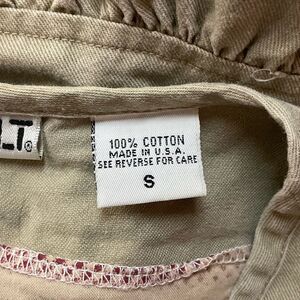 .L.T.®
100% COTTON
MADE IN U.S.A.
SEE REVERSE FOR CARE
S